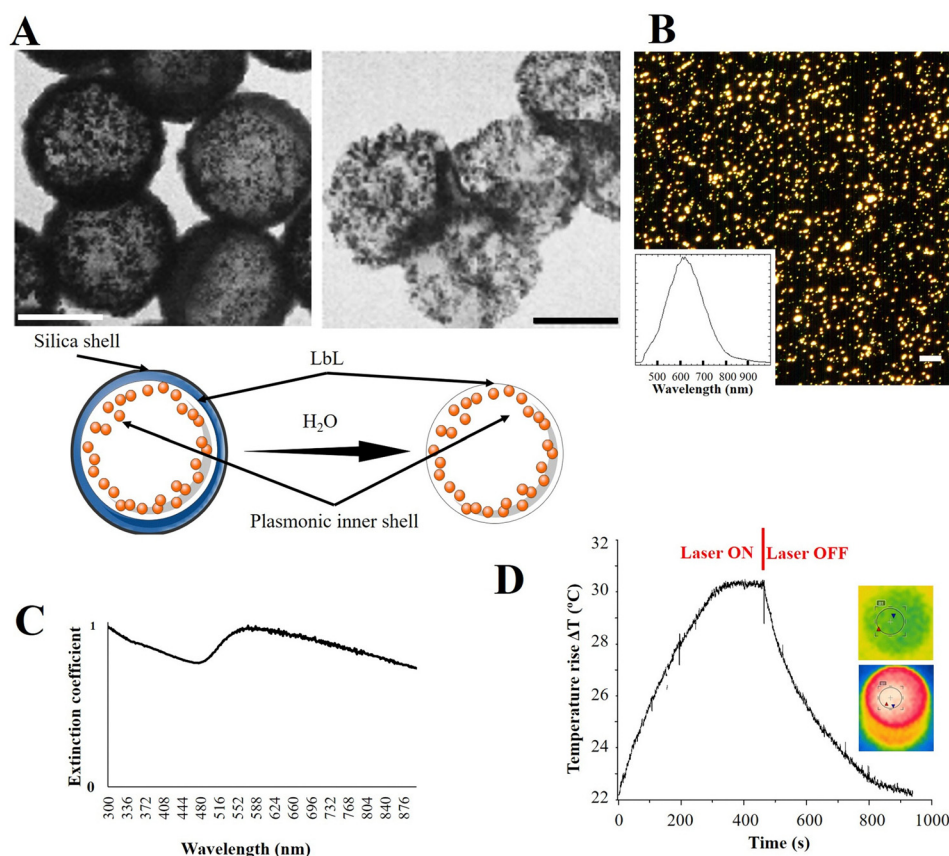 A
B
500 600 700 800 900
Wavelength (nm)
Silica shell
LbL
H₂O
Plasmonic inner shell
C
Extinction coefficient
1
0
300 336 372 408 444 480 516 552 588 624 660 696 732 768 804 840 876
Wavelength (nm)
D
Laser ON
Laser OFF
Temperature rise ΔT (ºC)
32
30
28
26
24
22
0 200 400 600 800 1000
Time (s)